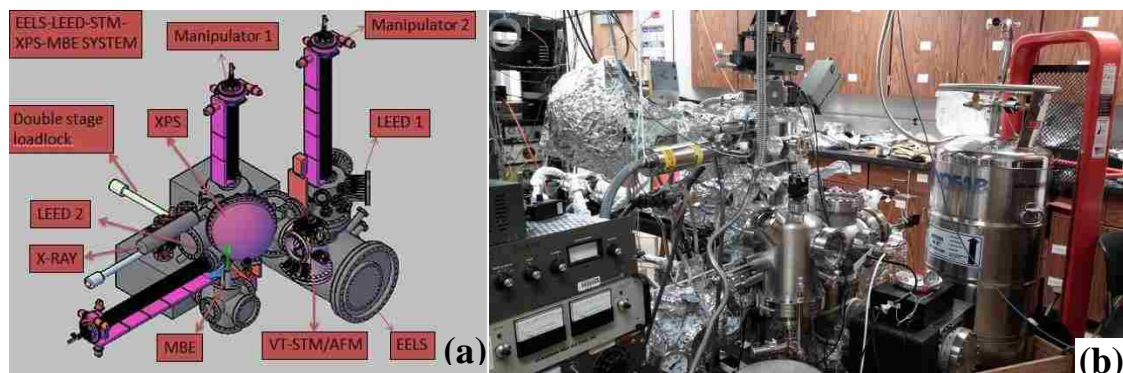 EELS-LEED-STM-
XPS-MBE SYSTEM
Manipulator 1
Manipulator 2
Double stage
loadlock
XPS
LEED 1
LEED 2
X-RAY
MBE
VT-STM/AFM
EELS
(a)
(b)